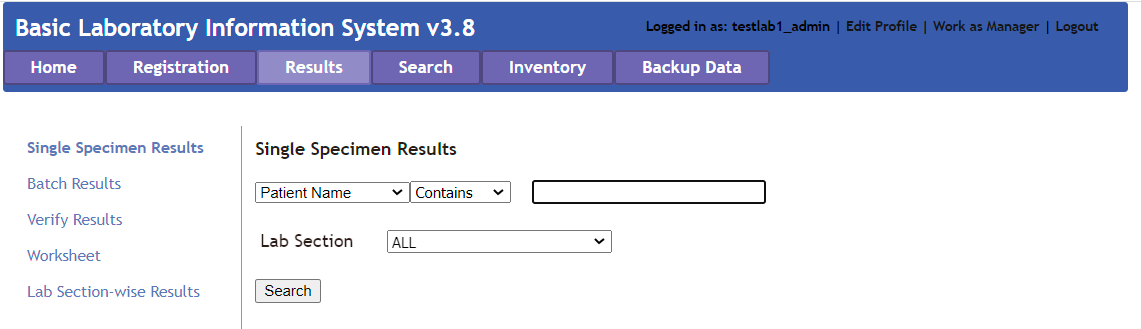 Basic Laboratory Information System v3.8
Logged in as: testlab1_admin | Edit Profile | Work as Manager | Logout
Home Registration Results Search Inventory Backup Data
Single Specimen Results
Batch Results
Verify Results
Worksheet
Lab Section-wise Results
Single Specimen Results
Patient Name Contains
Lab Section ALL
Search